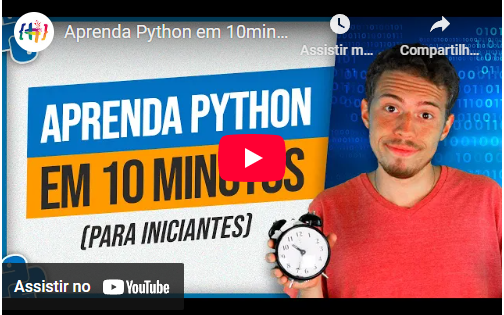 Aprenda Python em 10min...
Assistir m...
Compartilh...
APRENDA PYTHON
EM 10 MINUTOS
(PARA INICIANTES)
Assistir no YouTube